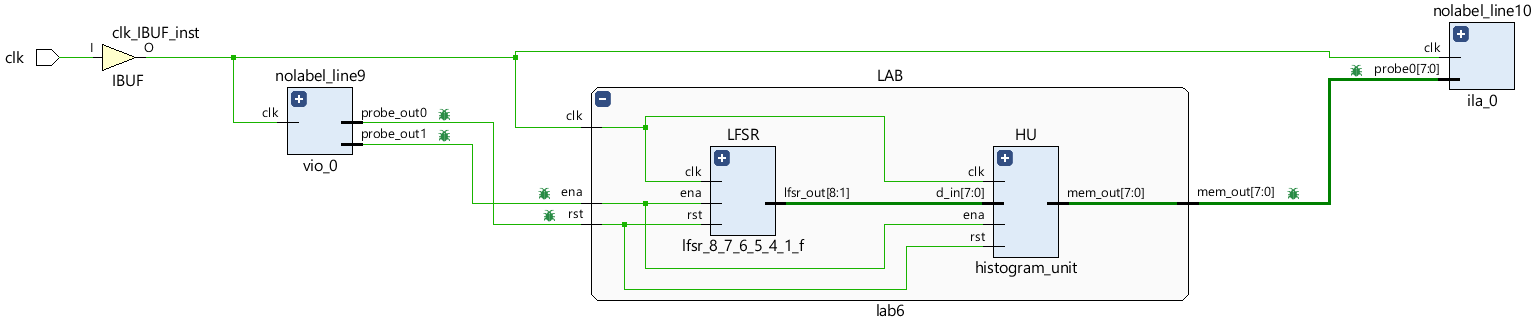 nolabel_line10
clk_IBUF_inst
clk
I
O
IBUF
clk
probe0[7:0]
ila_0
nolabel_line9
clk
probe_out0
probe_out1
vio_0
LAB
clk
ena
rst
LFSR
clk
ena
rst
lfsr_out[8:1]
lfsr_8_7_6_5_4_1_f
HU
clk
d_in[7:0]
ena
rst
mem_out[7:0]
histogram_unit
mem_out[7:0]
lab6